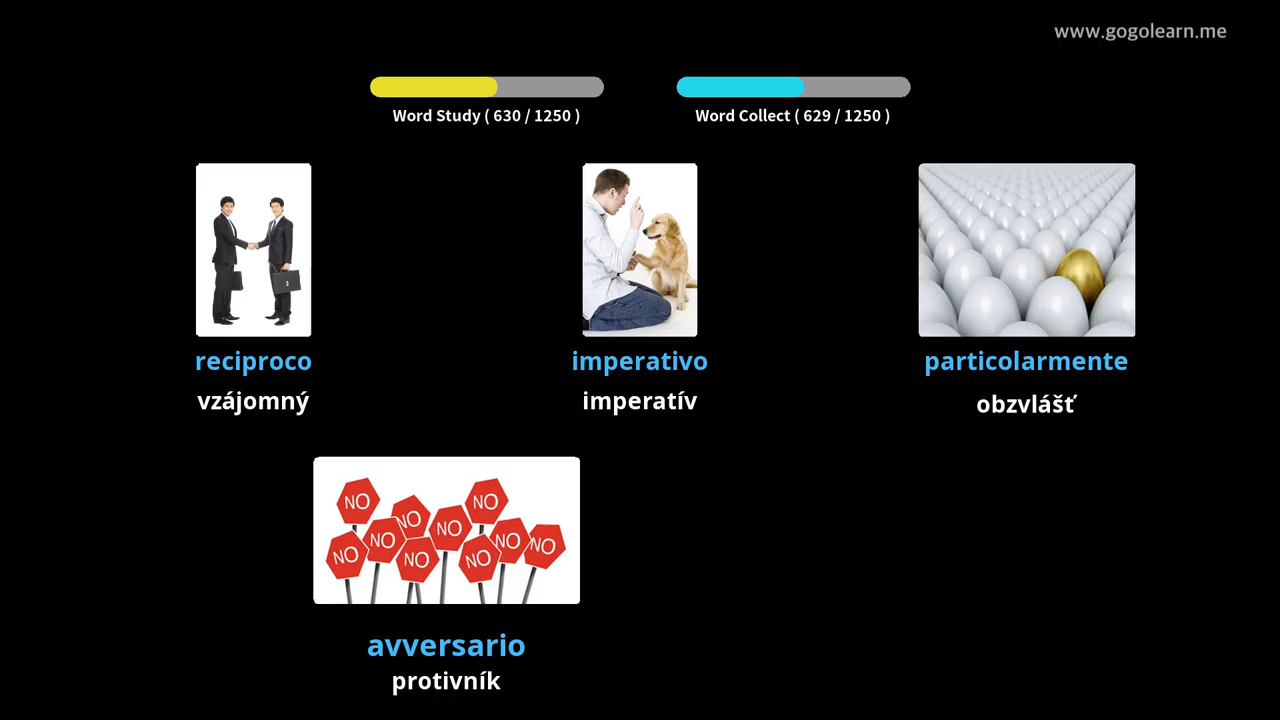 www.gogolearn.me
Word Study ( 630 / 1250 )
Word Collect ( 629 / 1250 )
reciproco
vzájomný
imperativo
imperatív
particolarmente
obzvlášť
NO
NO
NO
NO
NO
NO
NO
NO
NO
NO
avversario
protivník